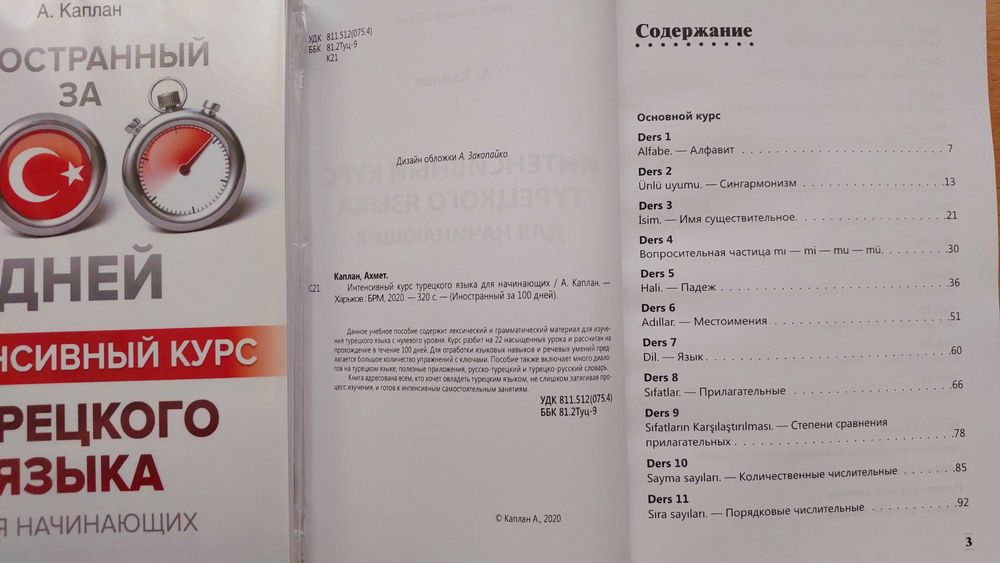 А. Каплан
ОСТРАННЫЙ
ЗА
ДНЕЙ
НСИВНЫЙ КУРС
РЕЦКОГО
ЯЗЫКА
Я НАЧИНАЮЩИХ
УДК 811.512(075.4)
ББК 81.2Туц-9
К21
Дизайн обложки А. Закопайко
Каплан, Ахмет.
К21 Интенсивный курс турецкого языка для начинающих / А. Каплан. —
Харьков : БРМ, 2020. — 320 с. — (Иностранный за 100 дней).
Данное учебное пособие содержит лексический и грамматический материал для изуче-
ния турецкого языка с нулевого уровня. Курс разбит на 22 насыщенных урока и рассчитан на
прохождение в течение 100 дней. Для отработки языковых навыков и речевых умений пред-
лагается большое количество упражнений с ключами. Пособие также включает много диало-
гов на турецком языке, полезные приложения, русско-турецкий и турецко-русский словарь.
Книга адресована всем, кто хочет овладеть турецким языком, не слишком затягивая про-
цесс изучения, и готов к интенсивным самостоятельным занятиям.
УДК 811.512(075.4)
ББК 81.2Туц-9
© Каплан А., 2020
Содержание
Основной курс
Ders 1
Alfabe. — Алфавит 7
Ders 2
Ünlü uyumu. — Сингармонизм 13
Ders 3
İsim. — Имя существительное. 21
Ders 4
Вопросительная частица mı — mi — mu — mü. 30
Ders 5
Hali. — Падеж 36
Ders 6
Adıllar. — Местоимения 51
Ders 7
Dil. — Язык 60
Ders 8
Sıfatlar. — Прилагательные 66
Ders 9
Sıfatların Karşılaştırılması. — Степени сравнения
прилагательных 78
Ders 10
Sayma sayıları. — Количественные числительные 85
Ders 11
Sıra sayıları. — Порядковые числительные 92
3